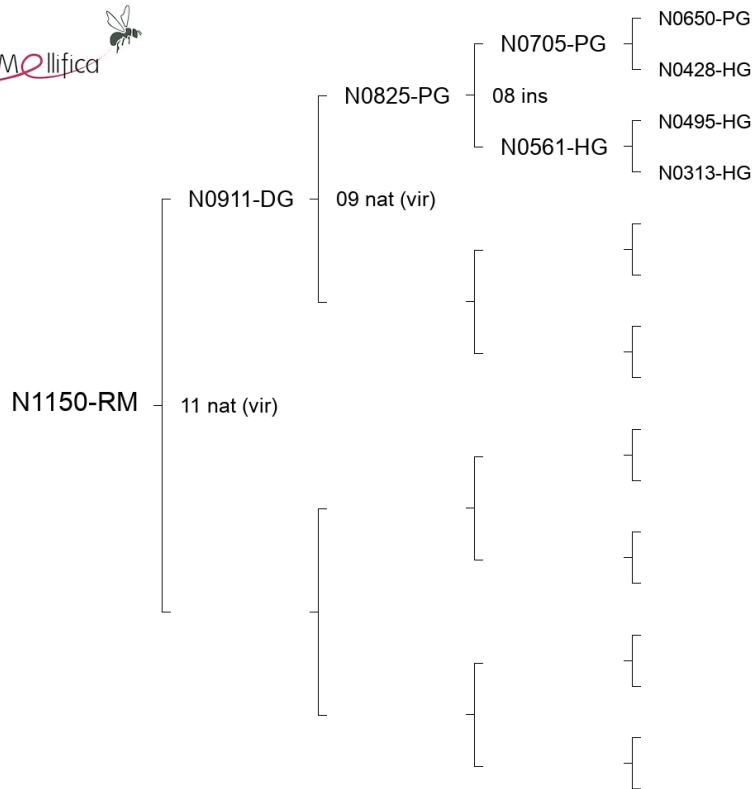 Mellifica
N0650-PG
N0705-PG
N0428-HG
N0825-PG
08 ins
N0495-HG
N0561-HG
N0313-HG
N0911-DG
09 nat (vir)
N1150-RM
11 nat (vir)